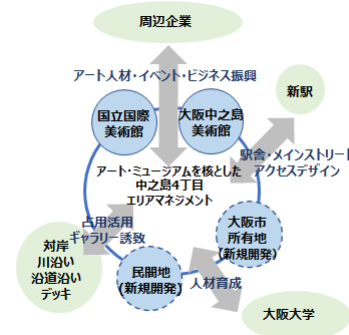 周辺企業
アート人材・イベント・ビジネス振興
新駅
国立国際
美術館
大阪中之島
美術館
駅舎・メインストリート
アクセスデザイン
アート・ミュージアムを核とした
中之島4丁目
エリアマネジメント
占用活用
ギャラリー誘致
対岸
川沿い
沿道沿い
デッキ
大阪市
所有地
(新規開発)
民間地
(新規開発)
人材育成
大阪大学